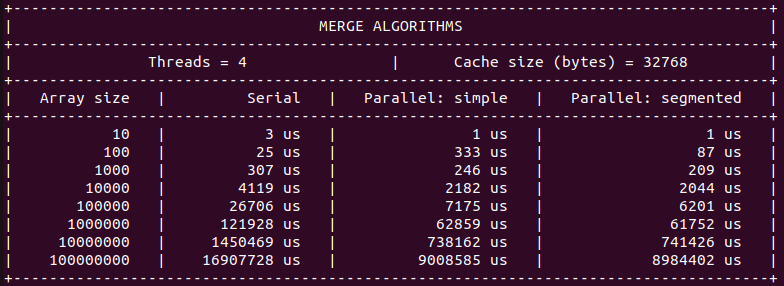 MERGE ALGORITHMS
Threads = 4 | Cache size (bytes) = 32768
Array size | Serial | Parallel: simple | Parallel: segmented
10 | 3 us | 1 us | 1 us
100 | 25 us | 333 us | 87 us
1000 | 307 us | 246 us | 209 us
10000 | 4119 us | 2182 us | 2044 us
100000 | 26706 us | 7175 us | 6201 us
1000000 | 121928 us | 62859 us | 61752 us
10000000 | 1450469 us | 738162 us | 741426 us
100000000 | 16907728 us | 9008585 us | 8984402 us